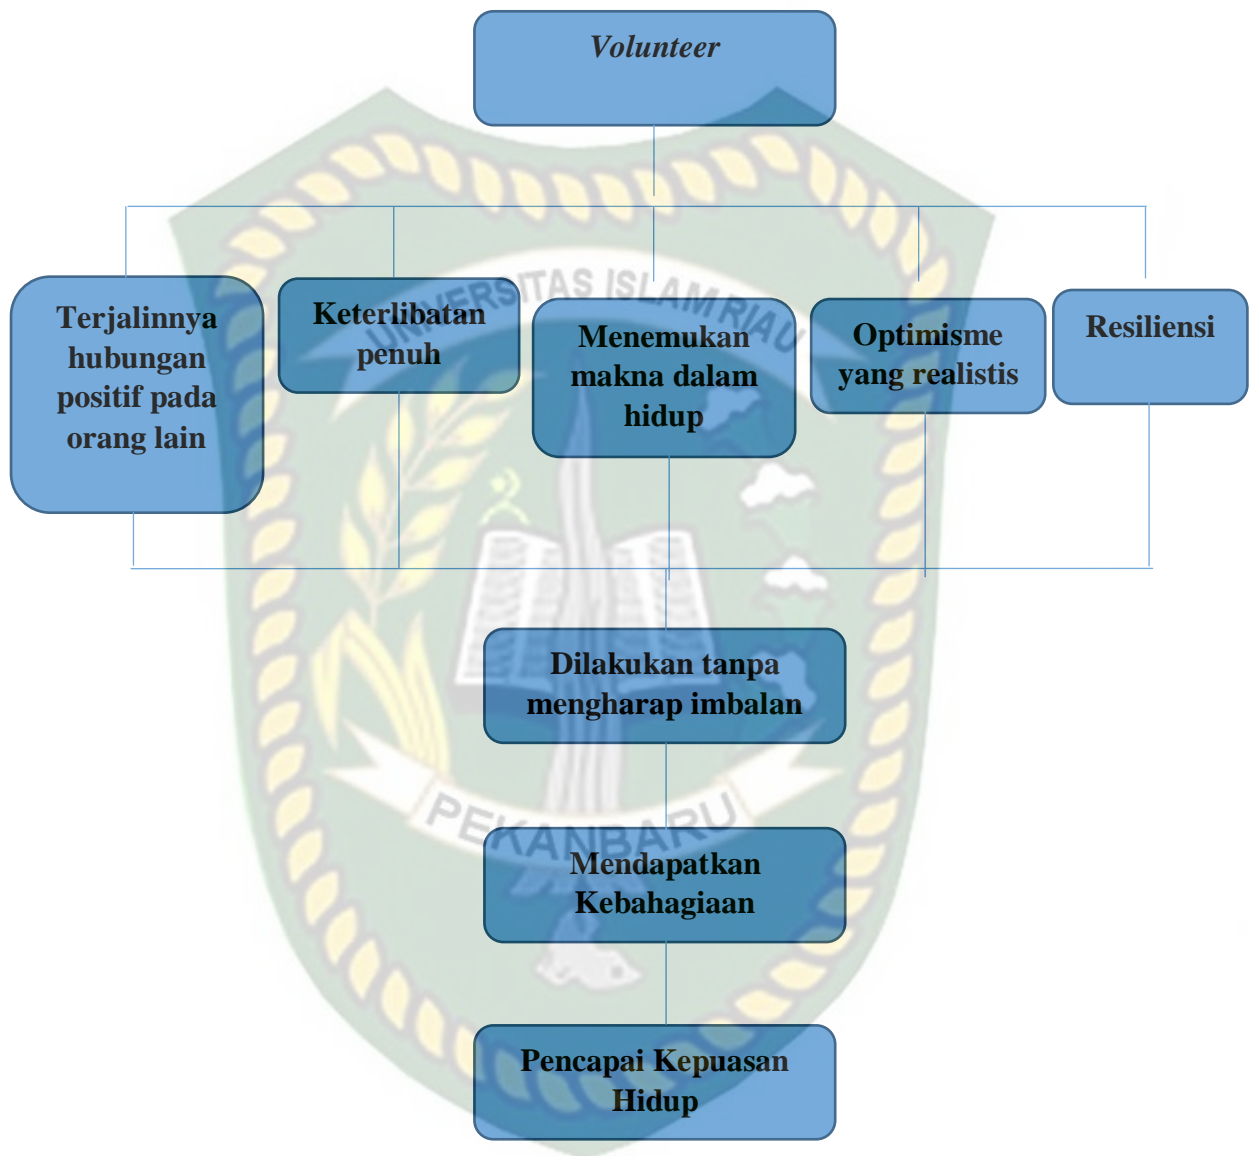 Volunteer
Terjalinnya
hubungan
positif pada
orang lain
Keterlibatan
penuh
Menemukan
makna dalam
hidup
Optimisme
yang realistis
Resiliensi
UNIVERSITAS ISLAM RIAU
Dilakukan tanpa
mengharap imbalan
PEKANBARU
Mendapatkan
Kebahagiaan
Pencapai Kepuasan
Hidup